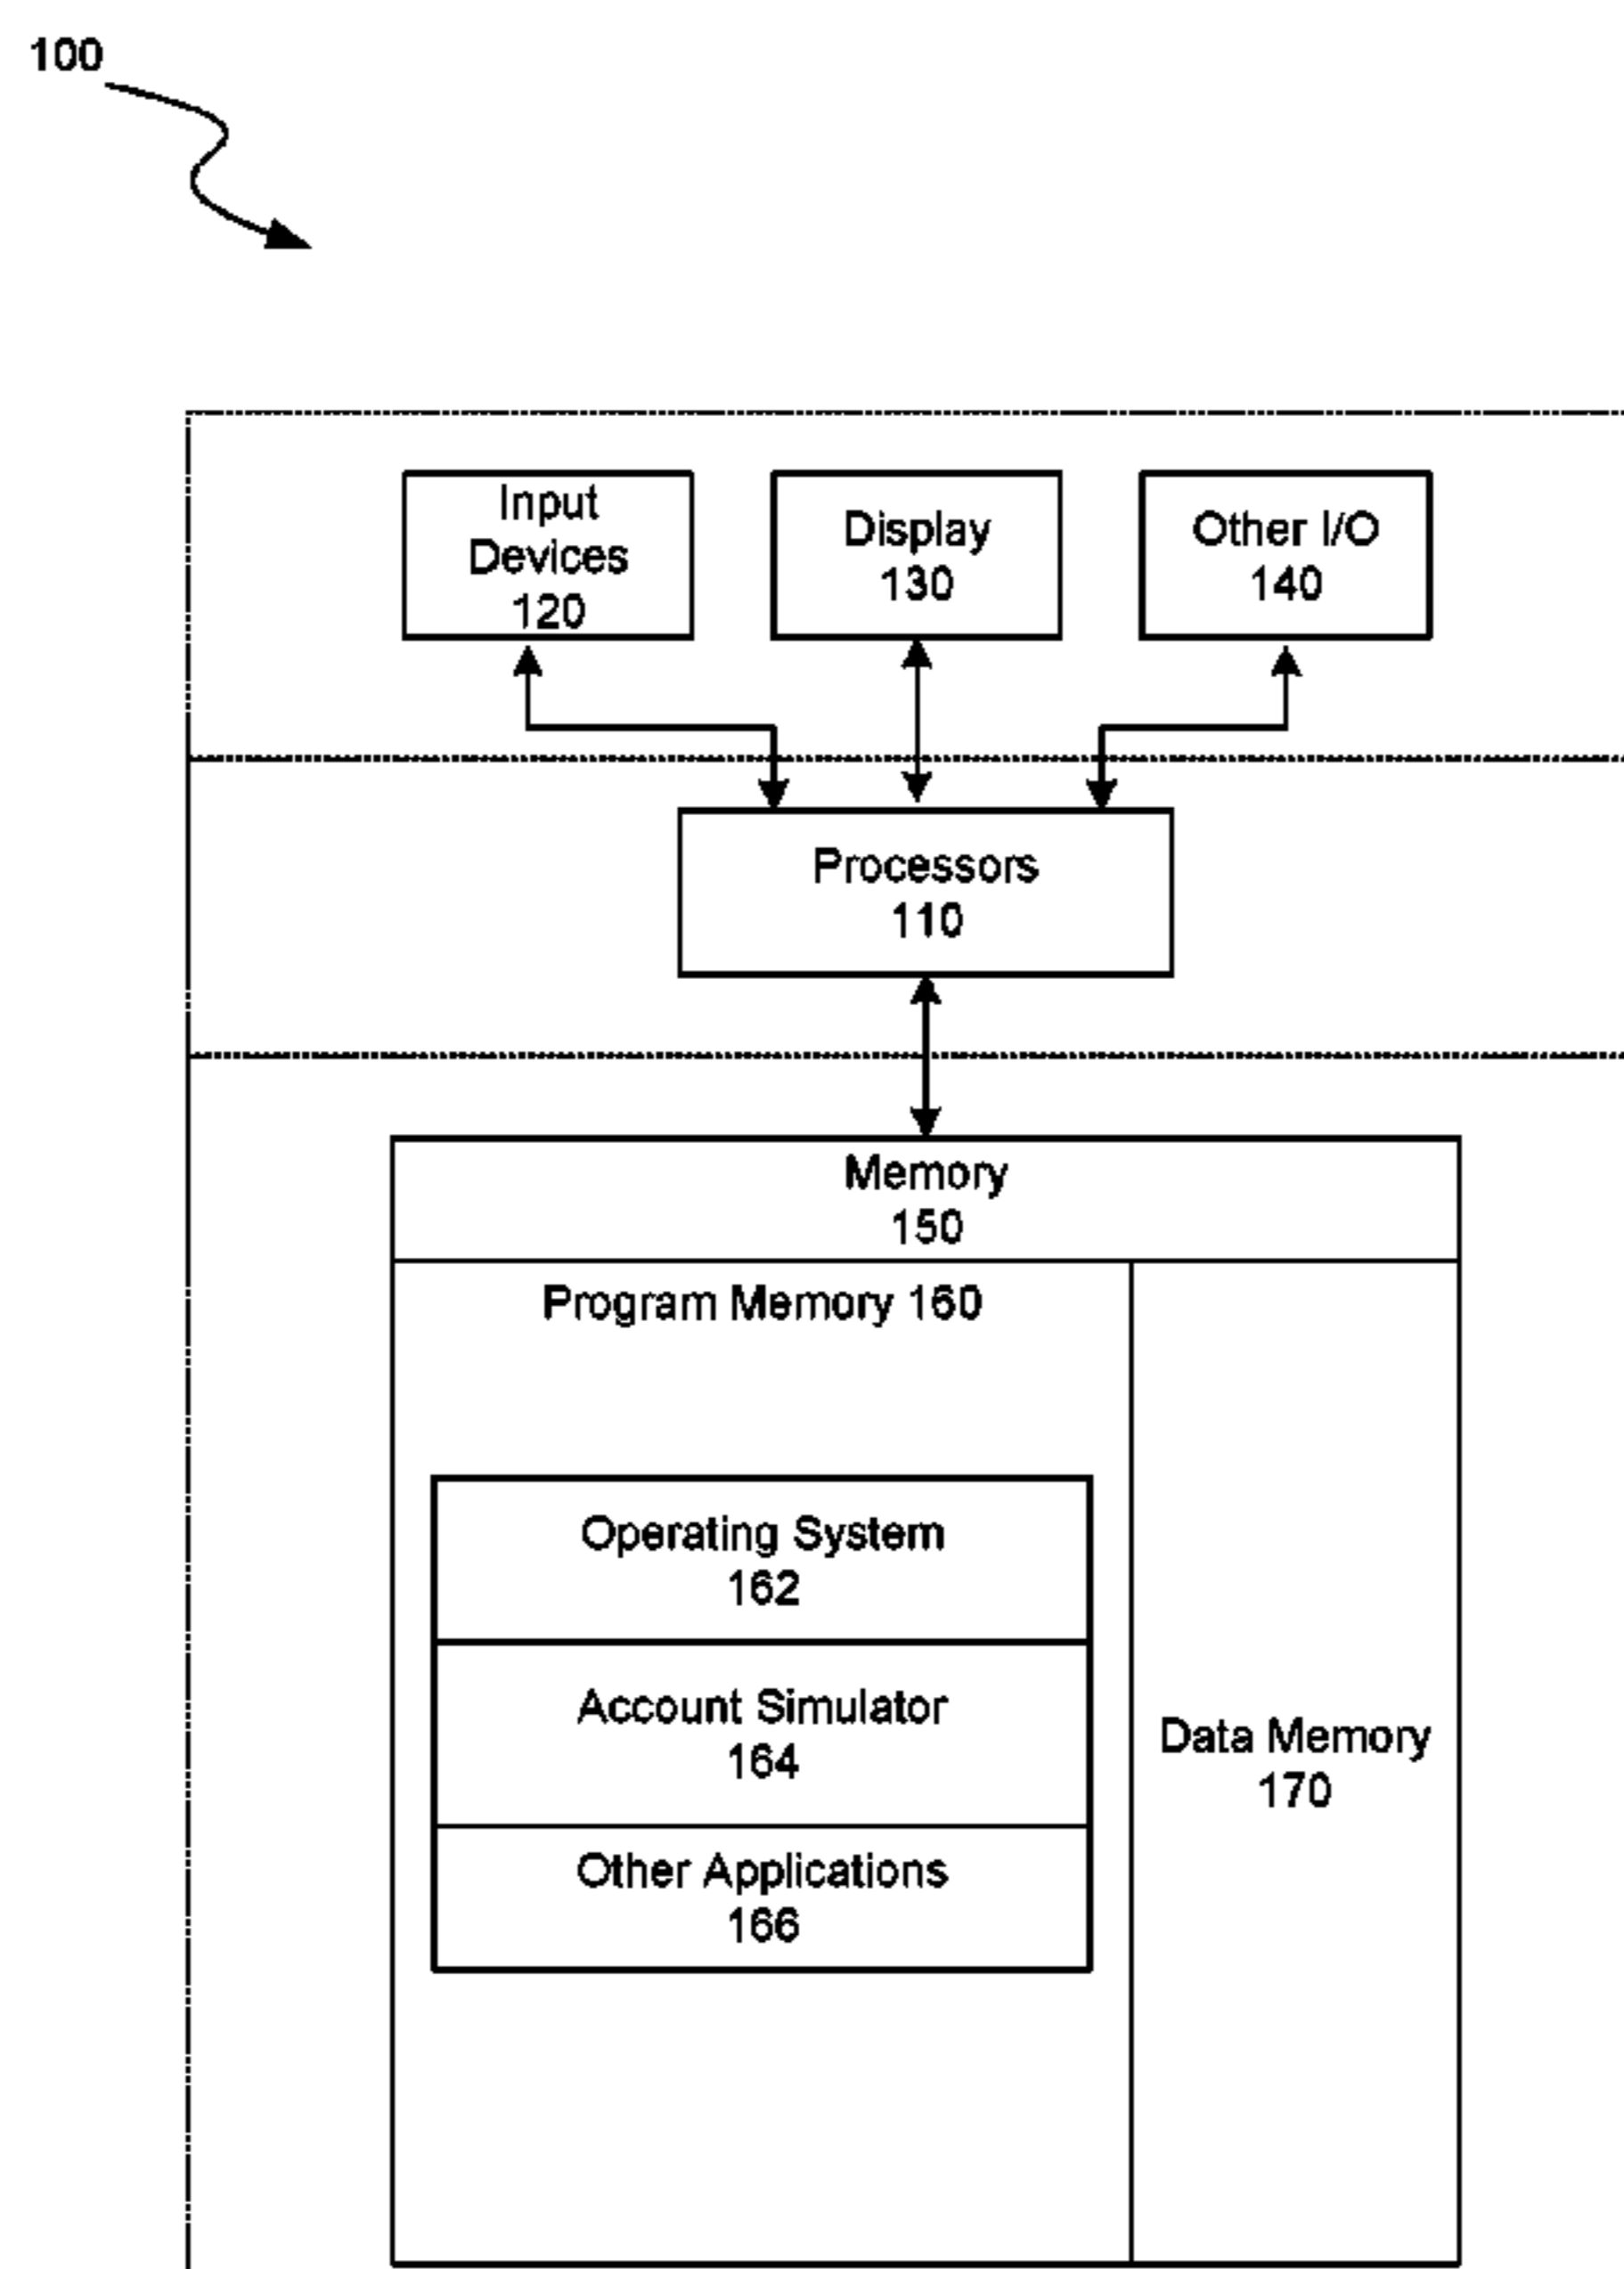 100
Input
Devices
120
Display
130
Other I/O
140
Processors
110
Memory
150
Program Memory 160
Operating System
162
Account Simulator
164
Other Applications
166
Data Memory
170